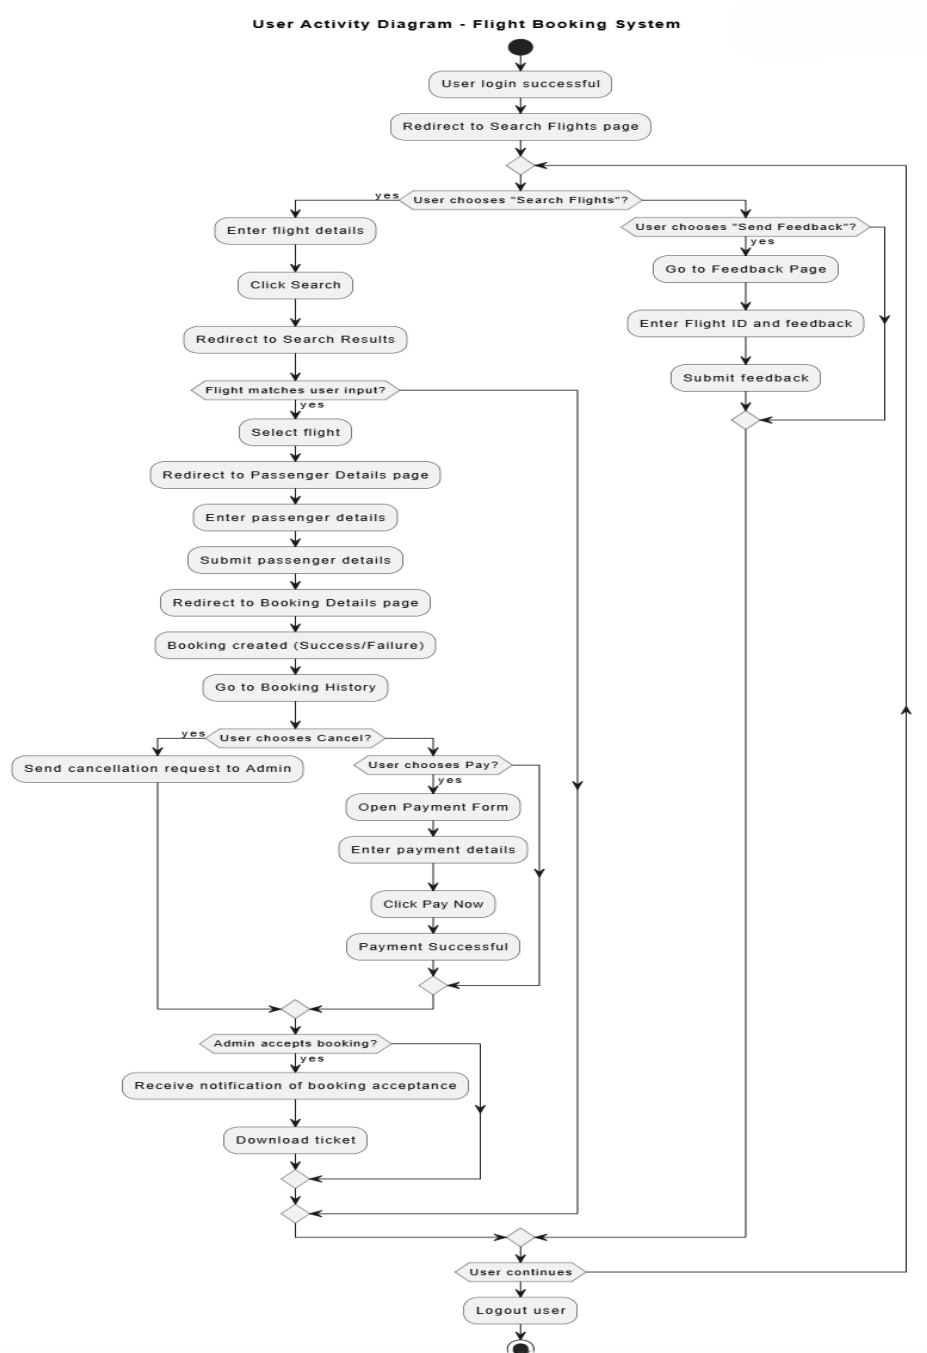 User Activity Diagram - Flight Booking System
User login successful
Redirect to Search Flights page
yes
User chooses "Search Flights"?
Enter flight details
Click Search
Redirect to Search Results
Flight matches user input?
yes
Select flight
Redirect to Passenger Details page
Enter passenger details
Submit passenger details
Redirect to Booking Details page
Booking created (Success/Failure)
Go to Booking History
yes
User chooses Cancel?
Send cancellation request to Admin
User chooses Pay?
yes
Open Payment Form
Enter payment details
Click Pay Now
Payment Successful
Admin accepts booking?
yes
Receive notification of booking acceptance
Download ticket
User chooses "Send Feedback"?
yes
Go to Feedback Page
Enter Flight ID and feedback
Submit feedback
User continues
Logout user